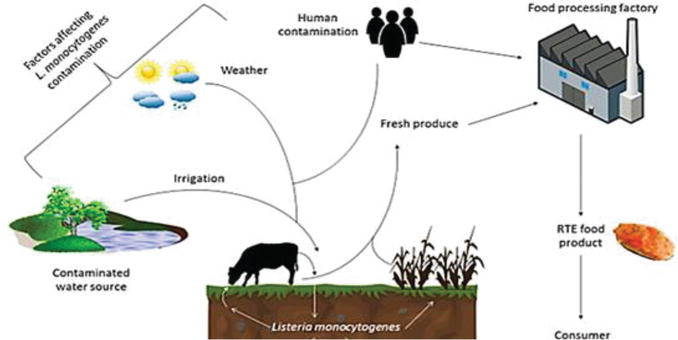 Factors affecting
L. monocytogenes
contamination
Weather
Human
contamination
Food processing factory
Fresh produce
Irrigation
Contaminated
water source
RTE food
product
Listeria monocytogenes
Consumer